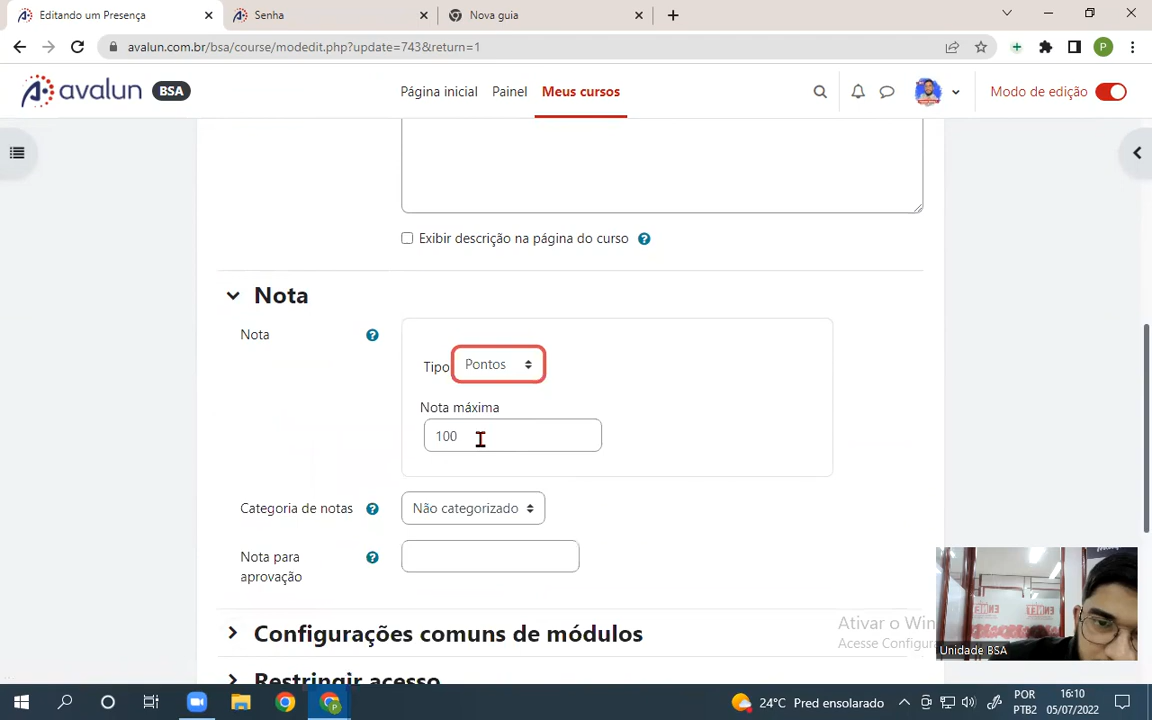 Editando um Presença
Senha
Nova guia
avalun.com.br/bsa/course/modedit.php?update=743&return=1
P
avalun BSA
Página inicial
Painel
Meus cursos
Modo de edição
Exibir descrição na página do curso
Nota
Nota
Tipo
Pontos
Nota máxima
100
Categoria de notas
Não categorizado
Nota para
aprovação
Configurações comuns de módulos
Ativar o Win
Acesse Configura
Restringir acesso
Unidade BSA
24°C Pred ensolarado
POR
PTB2
16:10
05/07/2022